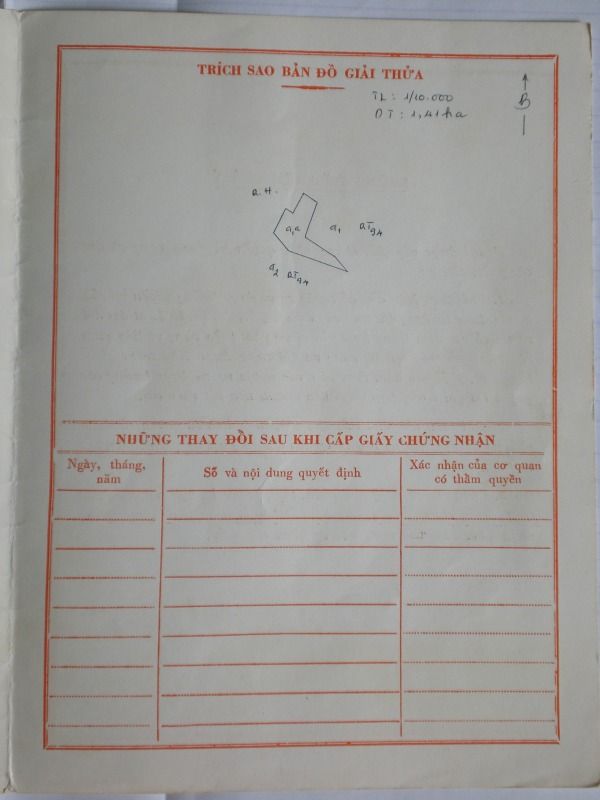 TRÍCH SAO BẢN ĐỒ GIẢI THỬA
TL: 1/10.000
DT: 1,41 ha
B
a.H.
a,a
a1 aT94
a2 aT94
NHỮNG THAY ĐỔI SAU KHI CẤP GIẤY CHỨNG NHẬN
Ngày, tháng, năm
Số và nội dung quyết định
Xác nhận của cơ quan
có thẩm quyền